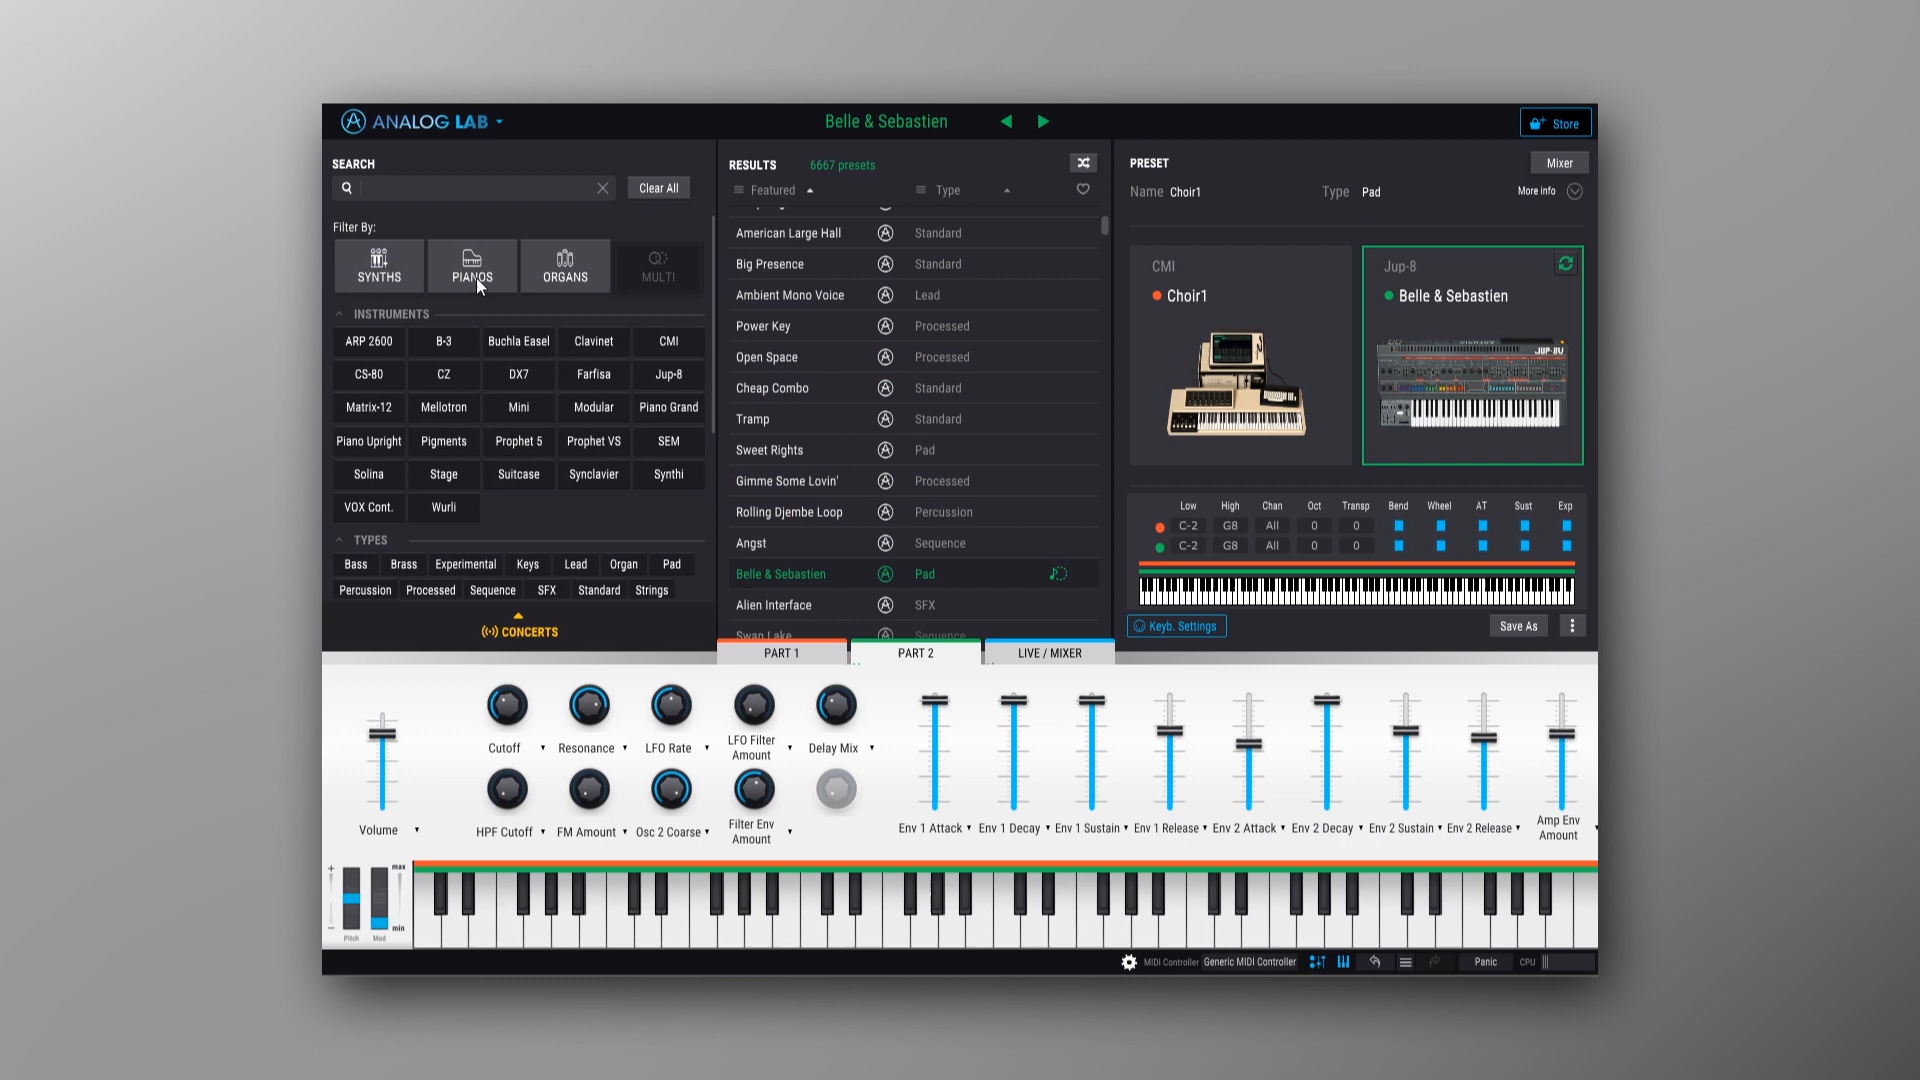 ANALOG LAB
Belle & Sebastien
Store
SEARCH
Clear All
Filter By:
SYNTHS PIANOS ORGANS MULTI
INSTRUMENTS
ARP 2600 B-3 Buchla Easel Clavinet CMI
CS-80 CZ DX7 Farfisa Jup-8
Matrix-12 Mellotron Mini Modular Piano Grand
Piano Upright Pigments Prophet 5 Prophet VS SEM
Solina Stage Suitcase Synclavier Synthi
VOX Cont. Wurli
TYPES
Bass Brass Experimental Keys Lead Organ Pad
Percussion Processed Sequence SFX Standard Strings
CONCERTS
RESULTS 6667 presets
Featured Type
American Large Hall Standard
Big Presence Standard
Ambient Mono Voice Lead
Power Key Processed
Open Space Processed
Cheap Combo Standard
Tramp Standard
Sweet Rights Pad
Gimme Some Lovin' Processed
Rolling Djembe Loop Percussion
Angst Sequence
Belle & Sebastien Pad
Alien Interface SFX
Swan Lake Sequence
PRESET Mixer
Name Choir1 Type Pad More info
CMI
Choir1
Jup-8
Belle & Sebastien
JUP-8V
Low High Chan Oct Transp Bend Wheel AT Sust Exp
C-2 G8 All 0 0
C-2 G8 All 0 0
Keyb. Settings Save As
PART 1 PART 2 LIVE / MIXER
Volume
Cutoff Resonance LFO Rate LFO Filter Amount Delay Mix
HPF Cutoff FM Amount Osc 2 Coarse Filter Env Amount
Env 1 Attack Env 1 Decay Env 1 Sustain Env 1 Release Env 2 Attack Env 2 Decay Env 2 Sustain Env 2 Release Amp Env Amount
+ max
- min
Pitch Mod
MIDI Controller Generic MIDI Controller Panic CPU